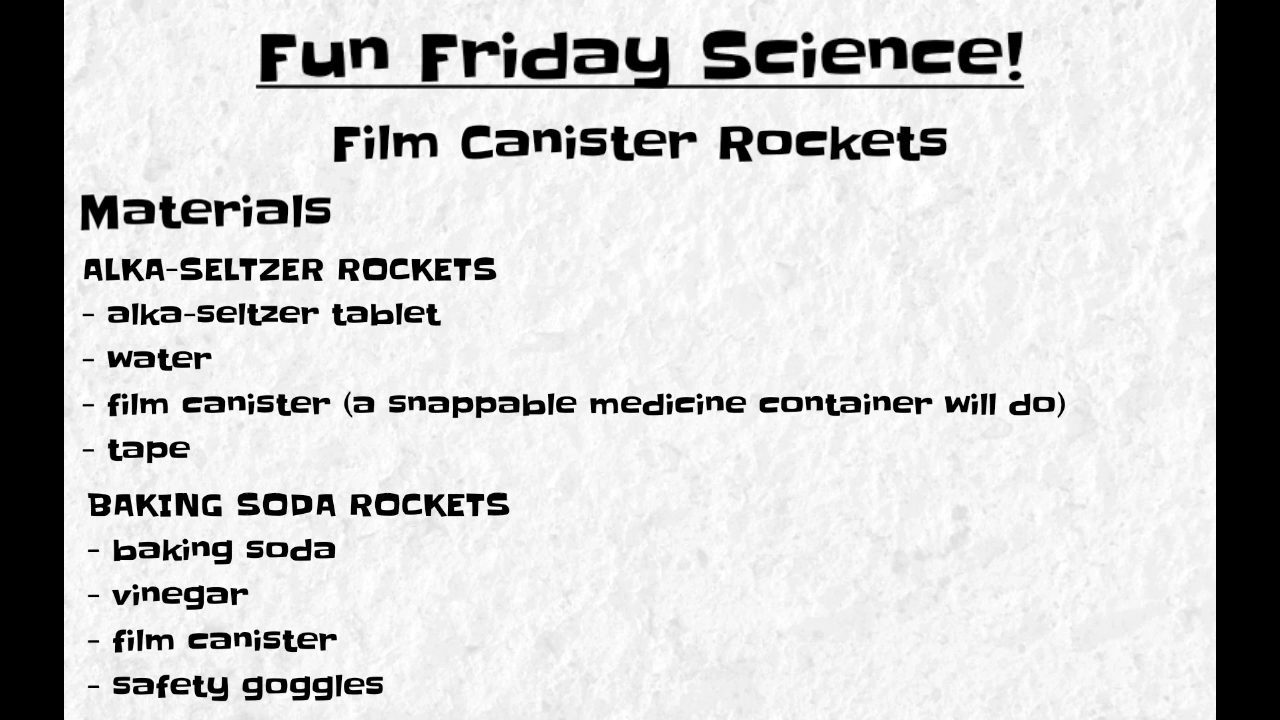 Fun Friday Science!
Film Canister Rockets
Materials
ALKA-SELTZER ROCKETS
- alka-seltzer tablet
- water
- film canister (a snappable medicine container will do)
- tape
BAKING SODA ROCKETS
- baking soda
- vinegar
- film canister
- safety goggles